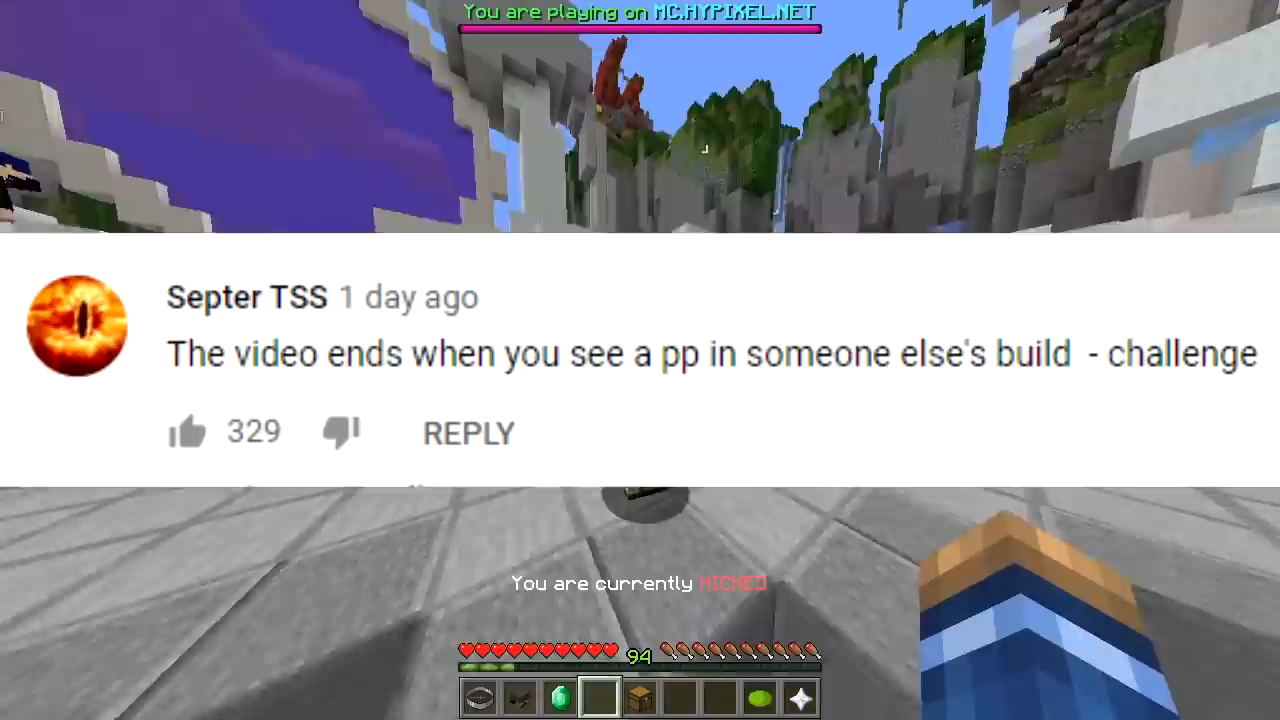 You are playing on MC.HYPIXEL.NET
Septer TSS 1 day ago
The video ends when you see a pp in someone else's build - challenge
329 REPLY
You are currently NICKED
94